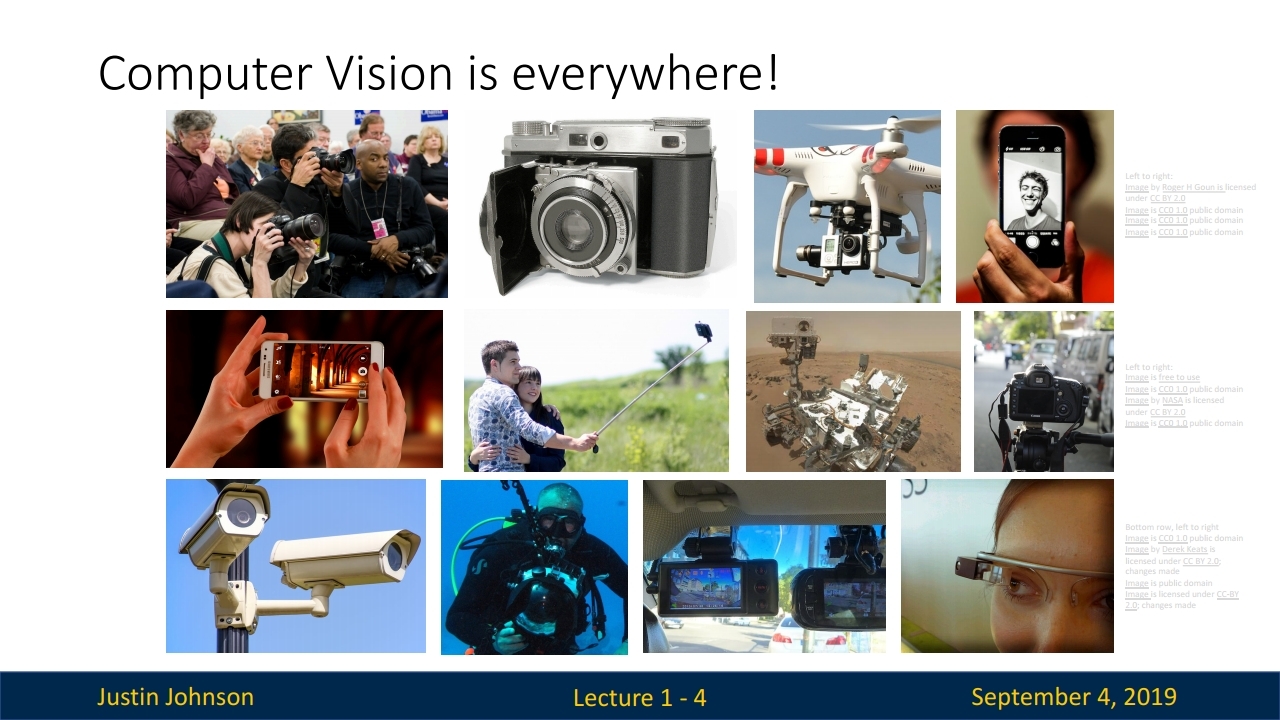 Computer Vision is everywhere!
Left to right:
Image by Roger H Goun is licensed
under CC BY 2.0
Image is CC0 1.0 public domain
Image is CC0 1.0 public domain
Image is CC0 1.0 public domain
Left to right:
Image is free to use
Image is CC0 1.0 public domain
Image by NASA is licensed
under CC BY 2.0
Image is CC0 1.0 public domain
Bottom row, left to right
Image is CC0 1.0 public domain
Image by Derek Keats is
licensed under CC BY 2.0;
changes made
Image is public domain
Image is licensed under CC-BY
2.0; changes made
Justin Johnson
Lecture 1 - 4
September 4, 2019